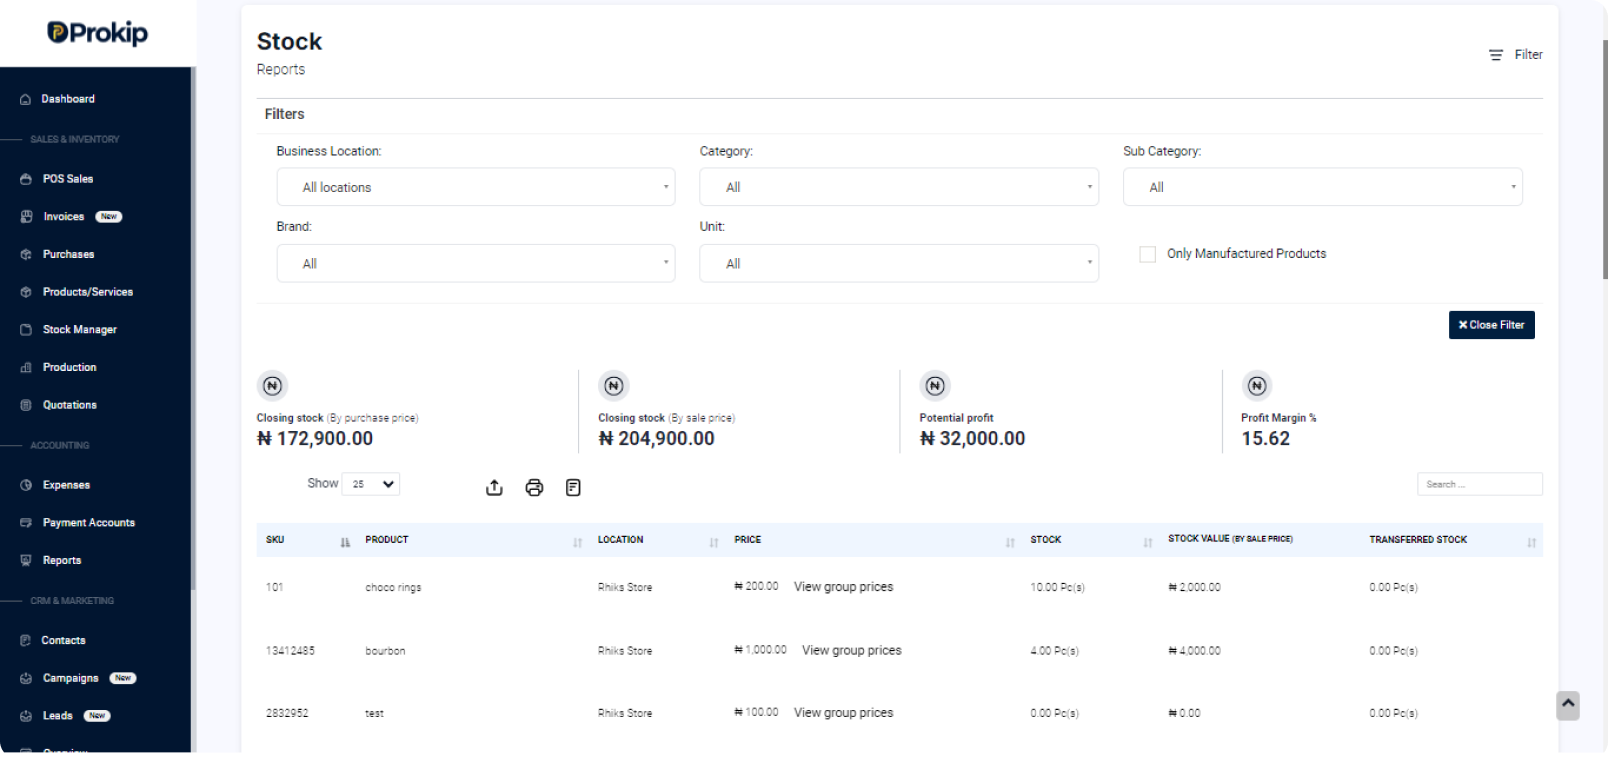 Prokip
Dashboard
SALES & INVENTORY
POS Sales
Invoices New
Purchases
Products/Services
Stock Manager
Production
Quotations
ACCOUNTING
Expenses
Payment Accounts
Reports
CRM & MARKETING
Contacts
Campaigns New
Leads New
Overview
Stock
Reports
Filter
Filters
Business Location: Category: Sub Category:
All locations All All
Brand: Unit:
All All Only Manufactured Products
× Close Filter
Closing stock (By purchase price) Closing stock (By sale price) Potential profit Profit Margin %
₦ 172,900.00 ₦ 204,900.00 ₦ 32,000.00 15.62
Show 25 Search ...
SKU PRODUCT LOCATION PRICE STOCK STOCK VALUE (BY SALE PRICE) TRANSFERRED STOCK
101 choco rings Rhiks Store ₦ 200.00 View group prices 10.00 Pc(s) ₦ 2,000.00 0.00 Pc(s)
13412485 bourbon Rhiks Store ₦ 1,000.00 View group prices 4.00 Pc(s) ₦ 4,000.00 0.00 Pc(s)
2832952 test Rhiks Store ₦ 100.00 View group prices 0.00 Pc(s) ₦ 0.00 0.00 Pc(s)